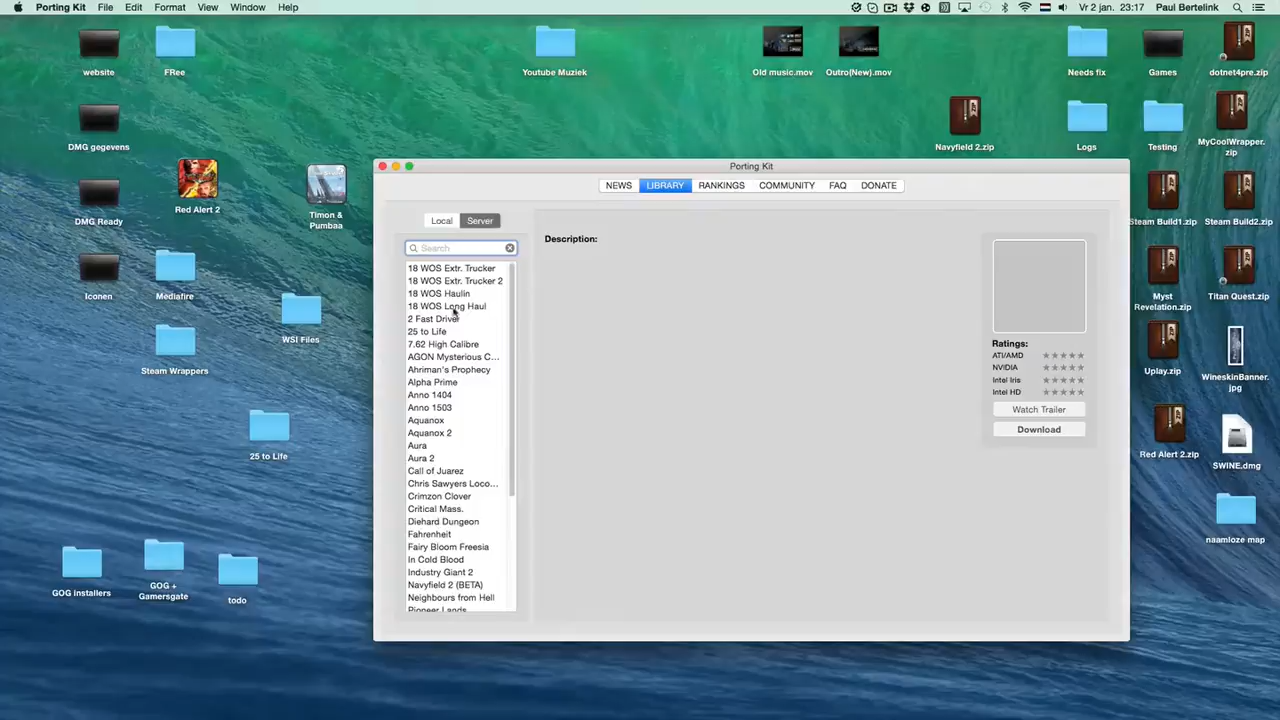 Porting Kit File Edit Format View Window Help
Vr 2 jan. 23:17 Paul Bertelink
website
FRee
Youtube Muziek
Old music.mov
Outro(New).mov
Needs fix
Games
dotnet4pre.zip
DMG gegevens
Navyfield 2.zip
Logs
Testing
MyCoolWrapper.
zip
Red Alert 2
Timon &
Pumbaa
DMG Ready
Steam Build1.zip
Steam Build2.zip
Iconen
Mediafire
WSI Files
Myst
Revelation.zip
Titan Quest.zip
Steam Wrappers
Uplay.zip
WineskinBanner.
jpg
25 to Life
Red Alert 2.zip
SWINE.dmg
naamloze map
GOG installers
GOG +
Gamersgate
todo
Porting Kit
NEWS LIBRARY RANKINGS COMMUNITY FAQ DONATE
Local Server
Search
18 WOS Extr. Trucker
18 WOS Extr. Trucker 2
18 WOS Haulin
18 WOS Long Haul
2 Fast Driver
25 to Life
7.62 High Calibre
AGON Mysterious C...
Ahriman's Prophecy
Alpha Prime
Anno 1404
Anno 1503
Aquanox
Aquanox 2
Aura
Aura 2
Call of Juarez
Chris Sawyers Loco...
Crimzon Clover
Critical Mass.
Diehard Dungeon
Fahrenheit
Fairy Bloom Freesia
In Cold Blood
Industry Giant 2
Navyfield 2 (BETA)
Neighbours from Hell
Pioneer Lands
Description:
Ratings:
ATI/AMD
NVIDIA
Intel Iris
Intel HD
Watch Trailer
Download